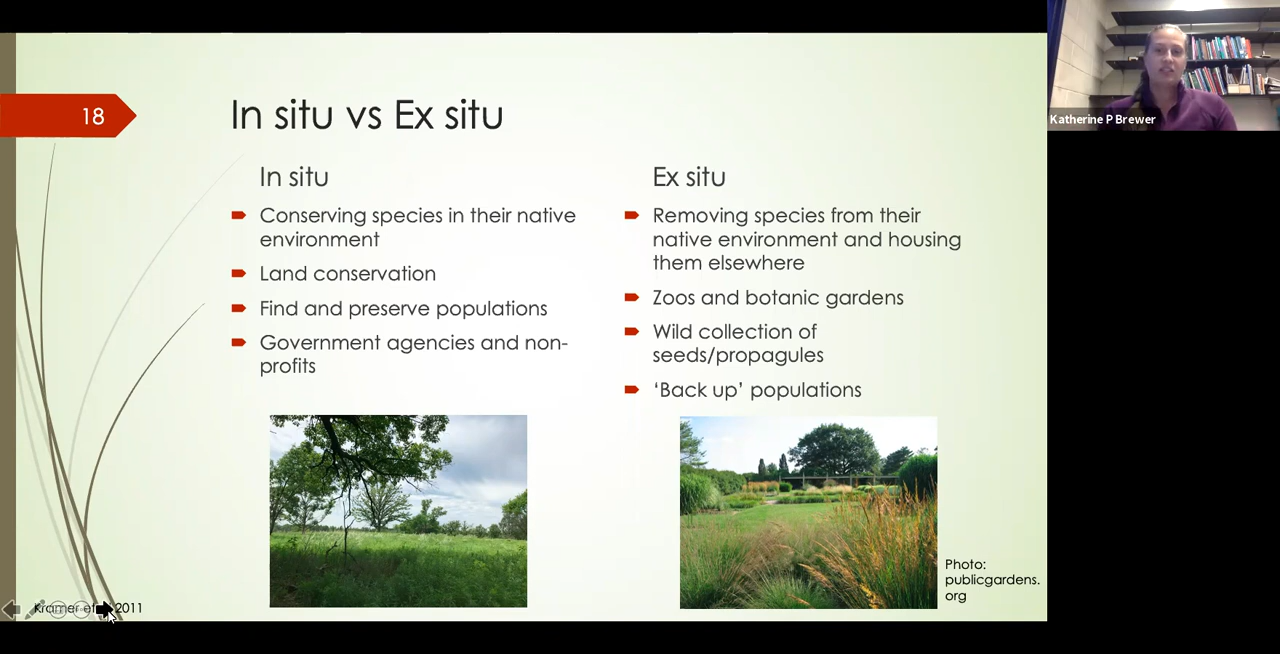 18
In situ vs Ex situ
In situ
Conserving species in their native
environment
Land conservation
Find and preserve populations
Government agencies and non-
profits
Ex situ
Removing species from their
native environment and housing
them elsewhere
Zoos and botanic gardens
Wild collection of
seeds/propagules
‘Back up’ populations
Photo:
publicgardens.
org
Kramer et 2011
Katherine P Brewer